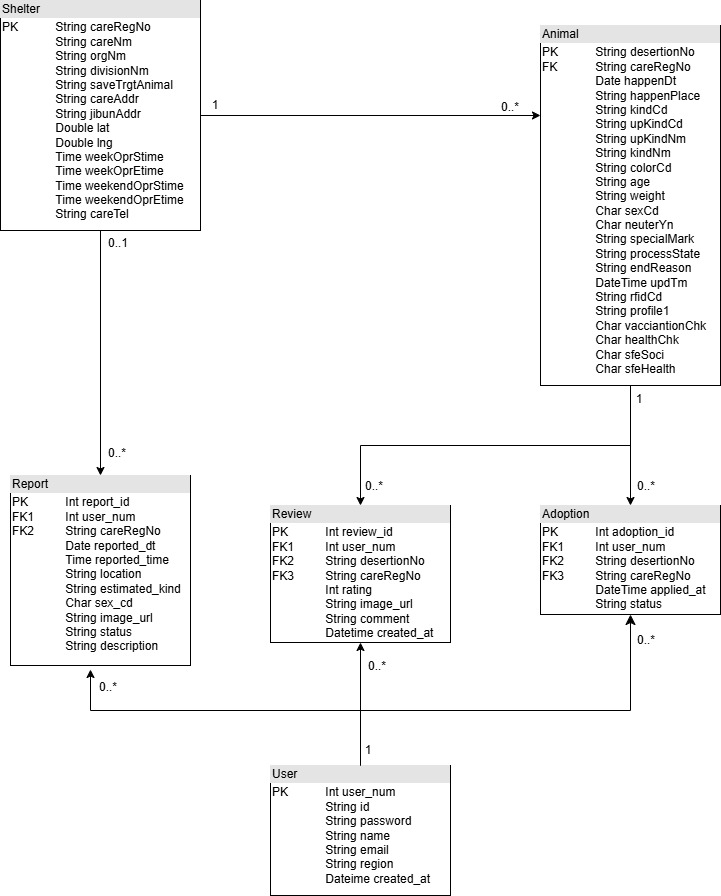 Shelter
PK String careRegNo
String careNm
String orgNm
String divisionNm
String saveTrgtAnimal
String careAddr
String jibunAddr
Double lat
Double lng
Time weekOprStime
Time weekOprEtime
Time weekendOprStime
Time weekendOprEtime
String careTel
1
0..*
Animal
PK String desertionNo
FK String careRegNo
Date happenDt
String happenPlace
String kindCd
String upKindCd
String upKindNm
String kindNm
String colorCd
String age
String weight
Char sexCd
Char neuterYn
String specialMark
String processState
String endReason
DateTime updTm
String rfidCd
String profile1
Char vacciantionChk
Char healthChk
Char sfeSoci
Char sfeHealth
0..1
0..*
1
0..*
0..*
Report
PK Int report_id
FK1 Int user_num
FK2 String careRegNo
Date reported_dt
Time reported_time
String location
String estimated_kind
Char sex_cd
String image_url
String status
String description
Review
PK Int review_id
FK1 Int user_num
FK2 String desertionNo
FK3 String careRegNo
Int rating
String image_url
String comment
Datetime created_at
Adoption
PK Int adoption_id
FK1 Int user_num
FK2 String desertionNo
FK3 String careRegNo
DateTime applied_at
String status
0..*
0..*
0..*
1
User
PK Int user_num
String id
String password
String name
String email
String region
Dateime created_at